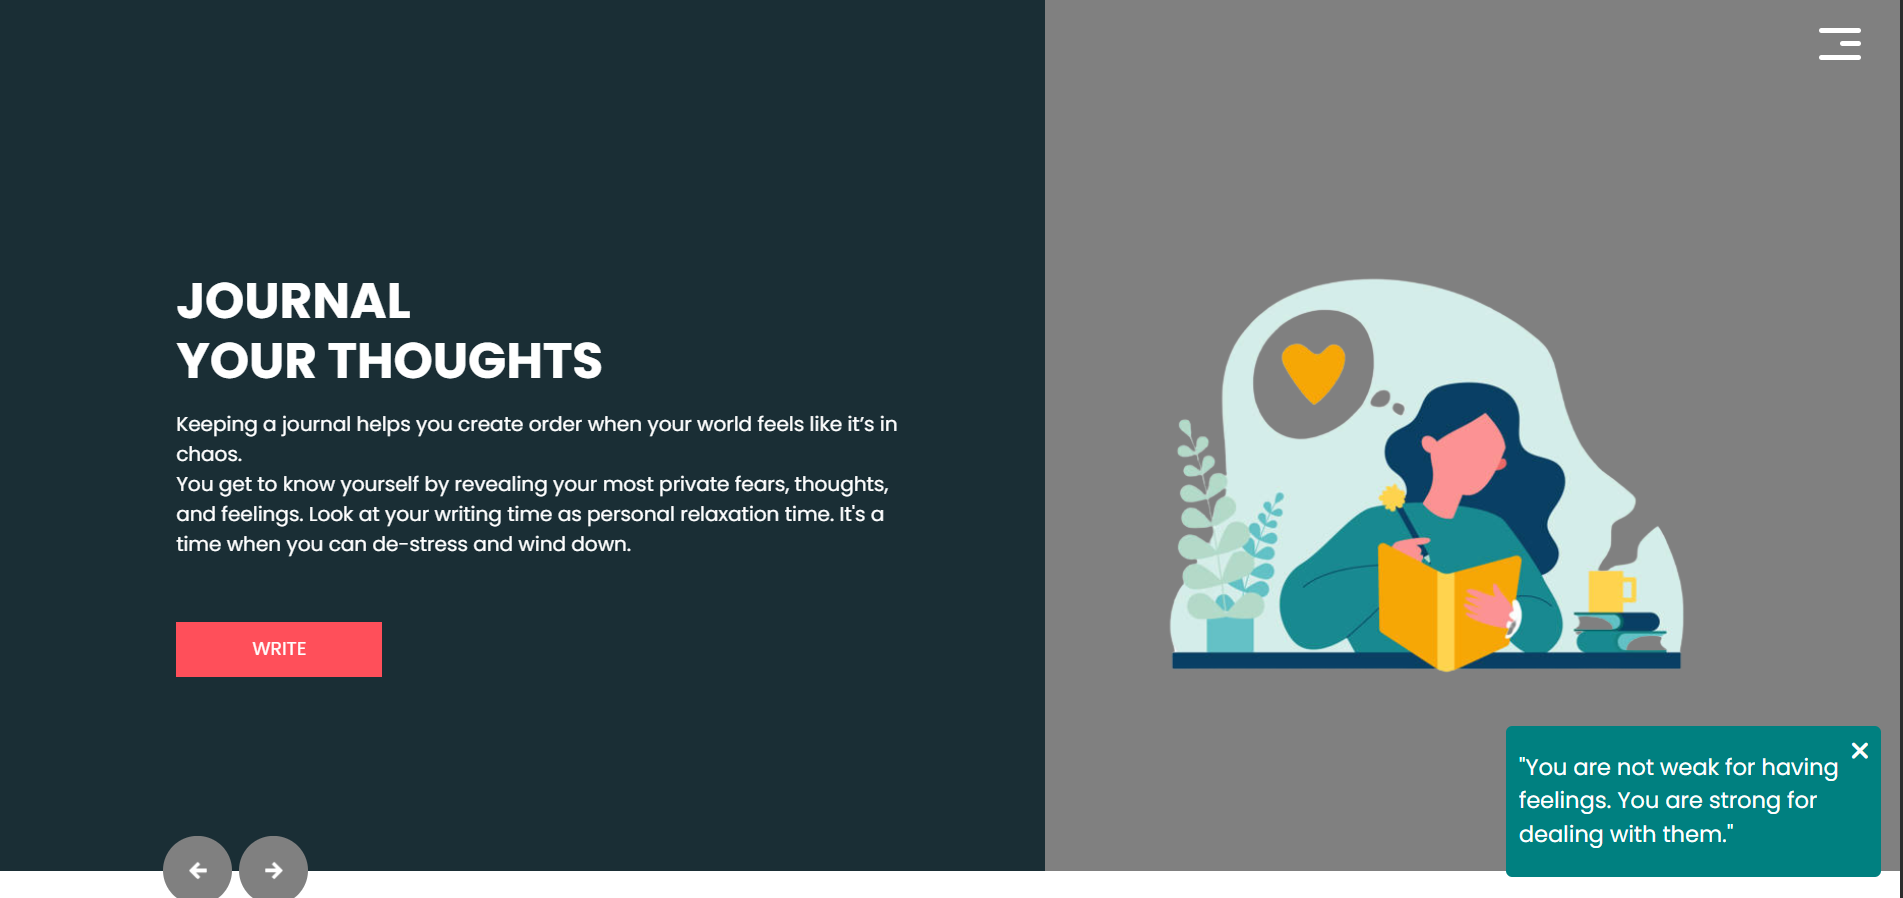 JOURNAL
YOUR THOUGHTS
Keeping a journal helps you create order when your world feels like it’s in
chaos.
You get to know yourself by revealing your most private fears, thoughts,
and feelings. Look at your writing time as personal relaxation time. It's a
time when you can de-stress and wind down.
WRITE
"You are not weak for having
feelings. You are strong for
dealing with them."